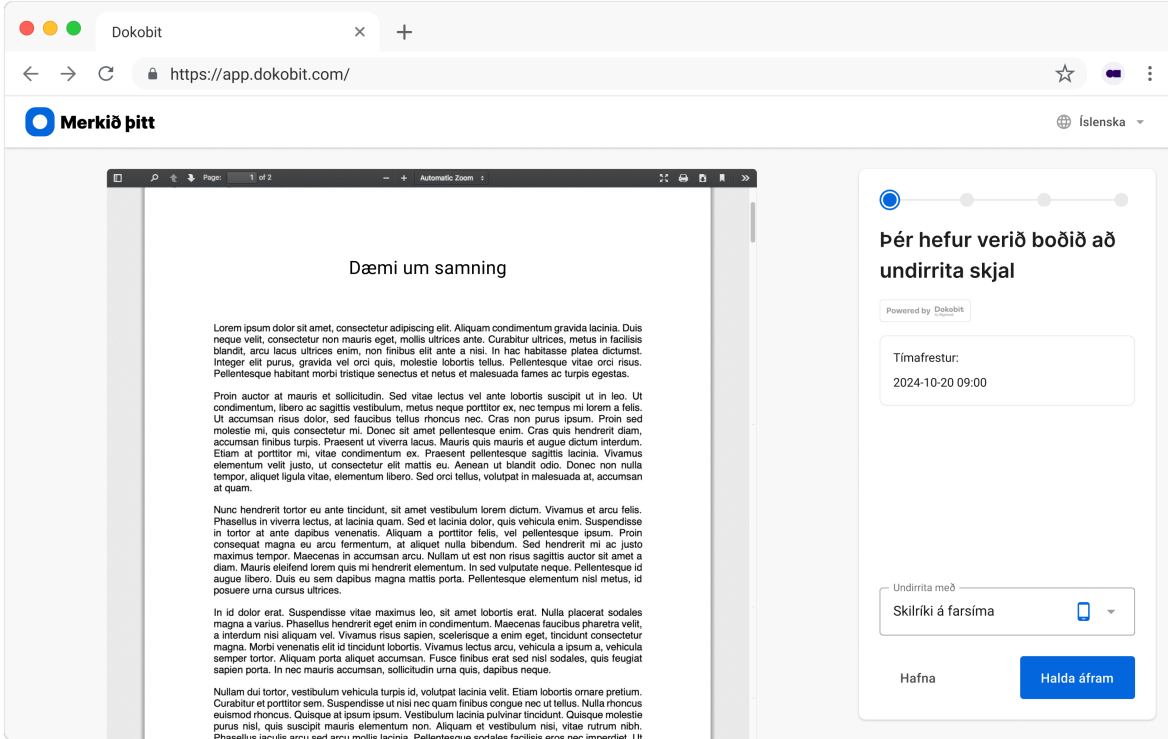 Dokobit
https://app.dokobit.com/
Merkið þitt
Íslenska
Page: 1 of 2
Automatic Zoom
Dæmi um samning
Lorem ipsum dolor sit amet, consectetur adipiscing elit. Aliquam condimentum gravida lacinia. Duis
neque velit, consectetur non mauris eget, mollis ultrices ante. Curabitur ultrices, metus in facilisis
blandit, arcu lacus ultrices enim, non finibus elit ante a nisi. In hac habitasse platea dictumst.
Integer elit purus, gravida vel orci quis, molestie lobortis tellus. Pellentesque vitae orci risus.
Pellentesque habitant morbi tristique senectus et netus et malesuada fames ac turpis egestas.
Proin auctor at mauris et sollicitudin. Sed vitae lectus vel ante lobortis suscipit ut in leo. Ut
condimentum, libero ac sagittis vestibulum, metus neque porttitor ex, nec tempus mi lorem a felis.
Ut accumsan risus dolor, sed faucibus tellus rhoncus nec. Cras non purus ipsum. Proin sed
molestie mi, quis consectetur mi. Donec sit amet pellentesque enim. Cras quis hendrerit diam,
accumsan finibus turpis. Praesent ut viverra lacus. Mauris quis mauris et augue dictum interdum.
Etiam at porttitor mi, vitae condimentum ex. Praesent pellentesque sagittis lacinia. Vivamus
elementum velit justo, ut consectetur elit mattis eu. Aenean ut blandit odio. Donec non nulla
tempor, aliquet ligula vitae, elementum libero. Sed orci tellus, volutpat in malesuada at, accumsan
at quam.
Nunc hendrerit tortor eu ante tincidunt, sit amet vestibulum lorem dictum. Vivamus et arcu felis.
Phasellus in viverra lectus, at lacinia quam. Sed et lacinia dolor, quis vehicula enim. Suspendisse
in tortor at ante dapibus venenatis. Aliquam a porttitor felis, vel pellentesque ipsum. Proin
consequat magna eu arcu fermentum, at aliquet nulla bibendum. Sed hendrerit mi ac justo
maximus tempor. Maecenas in accumsan arcu. Nullam ut est non risus sagittis auctor sit amet a
diam. Mauris eleifend lorem quis mi hendrerit elementum. In sed vulputate neque. Pellentesque id
augue libero. Duis eu sem dapibus magna mattis porta. Pellentesque elementum nisl metus, id
posuere urna cursus ultrices.
In id dolor erat. Suspendisse vitae maximus leo, sit amet lobortis erat. Nulla placerat sodales
magna a varius. Phasellus hendrerit eget enim in condimentum. Maecenas faucibus pharetra velit,
a interdum nisi aliquam vel. Vivamus risus sapien, scelerisque a enim eget, tincidunt consectetur
magna. Morbi venenatis elit id tincidunt lobortis. Vivamus lectus arcu, vehicula a ipsum a, vehicula
semper tortor. Aliquam porta aliquet accumsan. Fusce finibus erat sed nisl sodales, quis feugiat
sapien porta. In nec mauris accumsan, sollicitudin urna quis, dapibus neque.
Nullam dui tortor, vestibulum vehicula turpis id, volutpat lacinia velit. Etiam lobortis ornare pretium.
Curabitur et porttitor sem. Suspendisse ut nisi nec quam finibus congue nec ut tellus. Nulla rhoncus
euismod rhoncus. Quisque at ipsum ipsum. Vestibulum lacinia pulvinar tincidunt. Quisque molestie
purus nisl, quis suscipit mauris elementum non. Aliquam et vestibulum nisi, vitae rutrum nibh.
Phasellus iaculis arcu sed arcu mollis lacinia. Pellentesque sodales facilisis eros nec imperdiet. Ut
Þér hefur verið boðið að
undirrita skjal
Powered by Dokobit
Tímafrestur:
2024-10-20 09:00
Undirrita með
Skilríki á farsíma
Hafna
Halda áfram